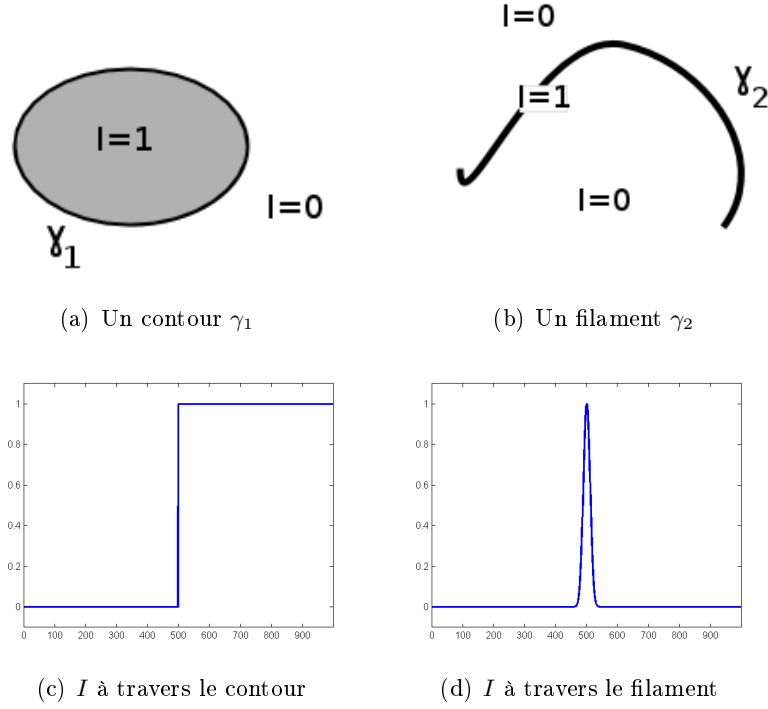 I=0
I=1
I=1
I=0
I=0
γ1
γ2
(a) Un contour γ1
(b) Un filament γ2
1
0.8
0.6
0.4
0.2
0
0 100 200 300 400 500 600 700 800 900
1
0.8
0.6
0.4
0.2
0
0 100 200 300 400 500 600 700 800 900
(c) I à travers le contour
(d) I à travers le filament